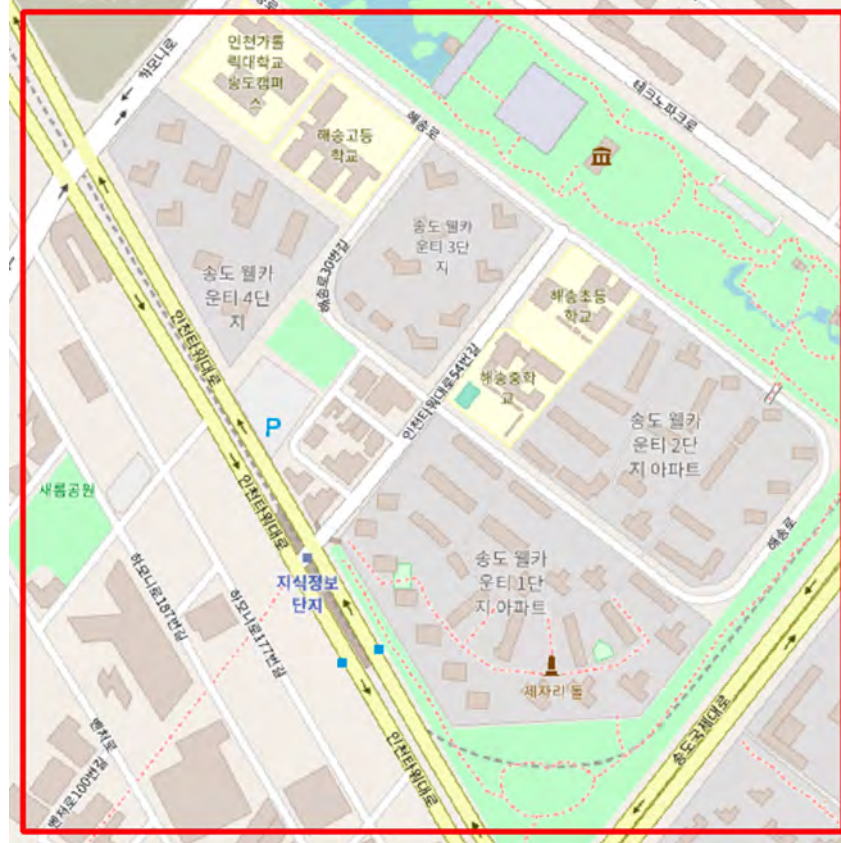 인천가톨
릭대학교
송도캠퍼
스
하모니로
해송고등
학교
해송로
테크노파크로
송도 웰카
운티 3단
지
해송로30번길
송도 웰카
운티 4단
지
해송초등
학교
인천타워대로
인천타워대로54번길
해송중학
교
P
송도 웰카
운티 2단
지 아파트
새름공원
인천타워대로
해송로
지식정보
단지
송도 웰카
운티 1단
지 아파트
하모니로187번길
하모니로177번길
제자리 돌
벤처로
벤처로100번길
인천타워대로
송도국제대로